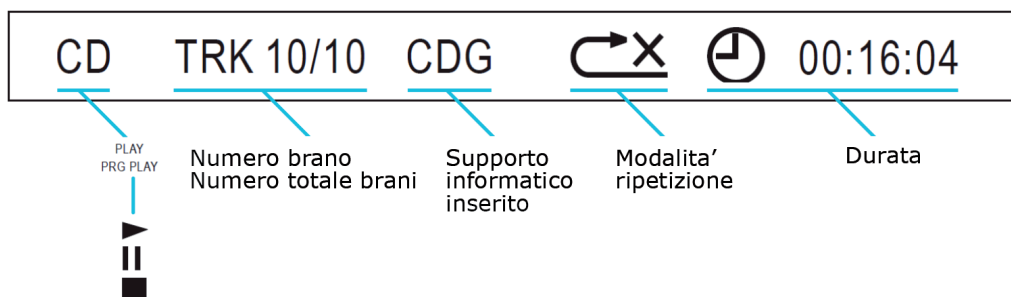 CD TRK 10/10 CDG 00:16:04
PLAY
PRG PLAY
Numero brano
Numero totale brani
Supporto
informatico
inserito
Modalita’
ripetizione
Durata